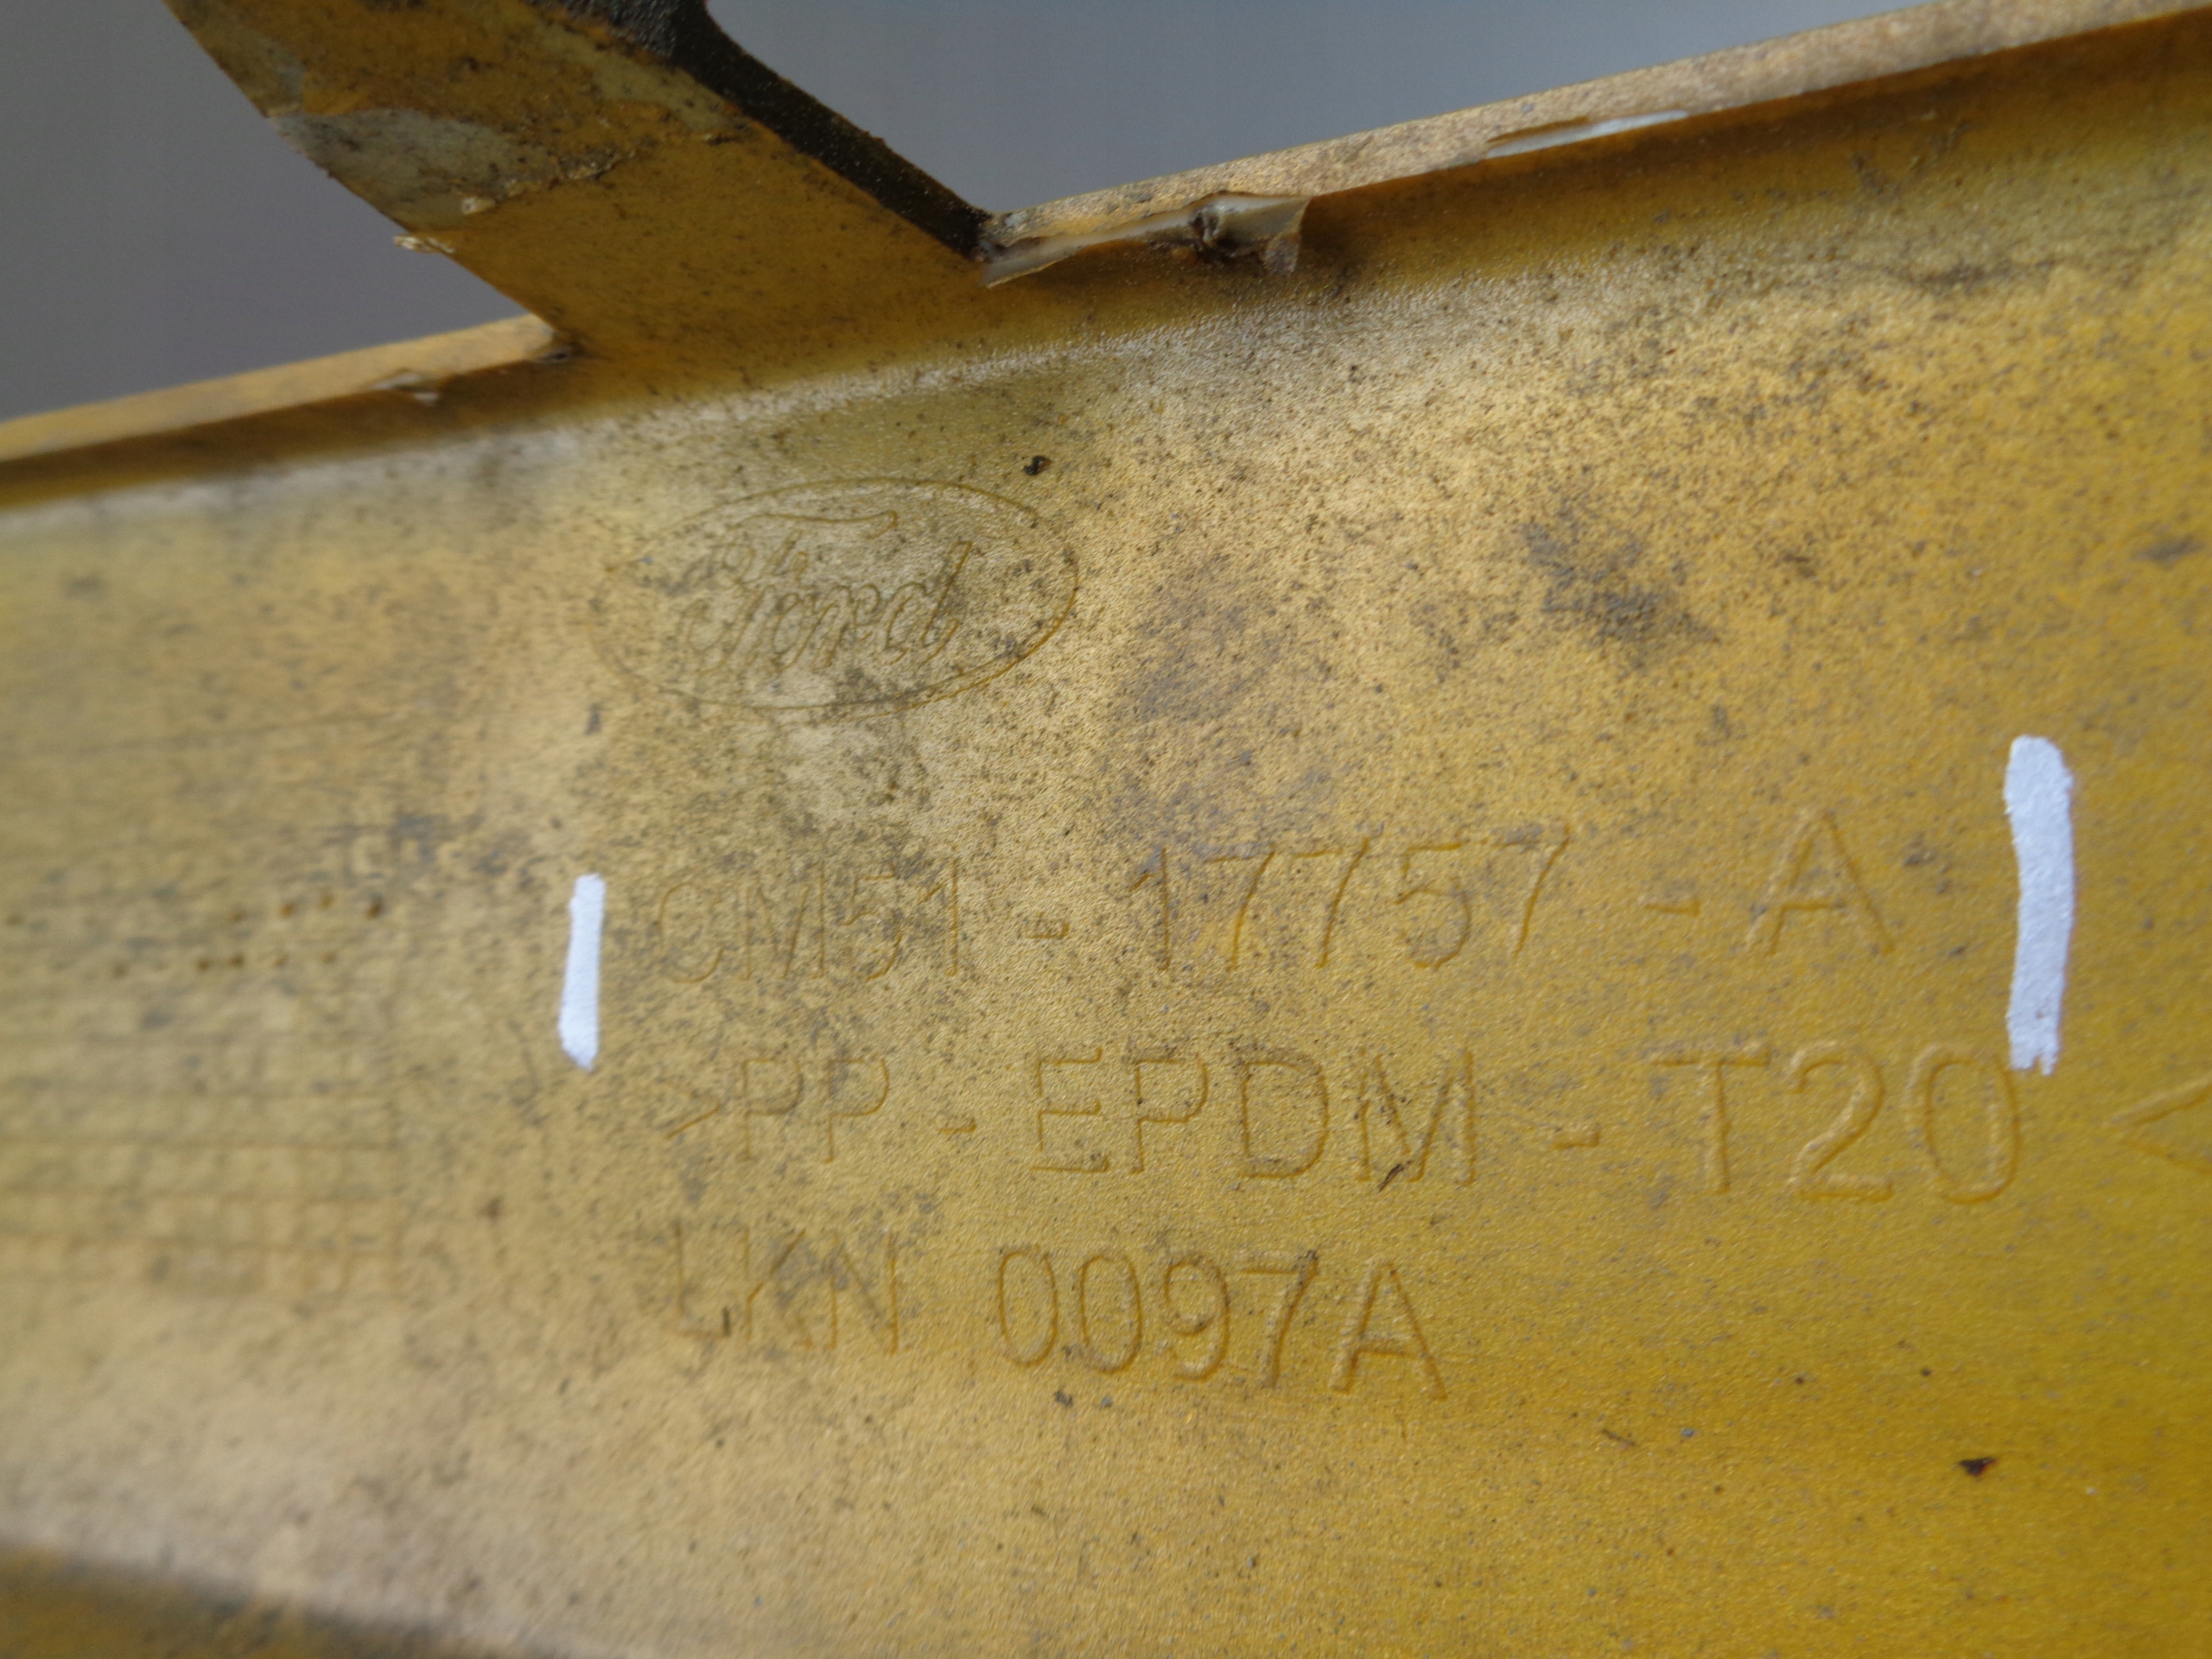 Ford
CM51-17757-A
>PP-EPDM-T20<
LKN 0097A